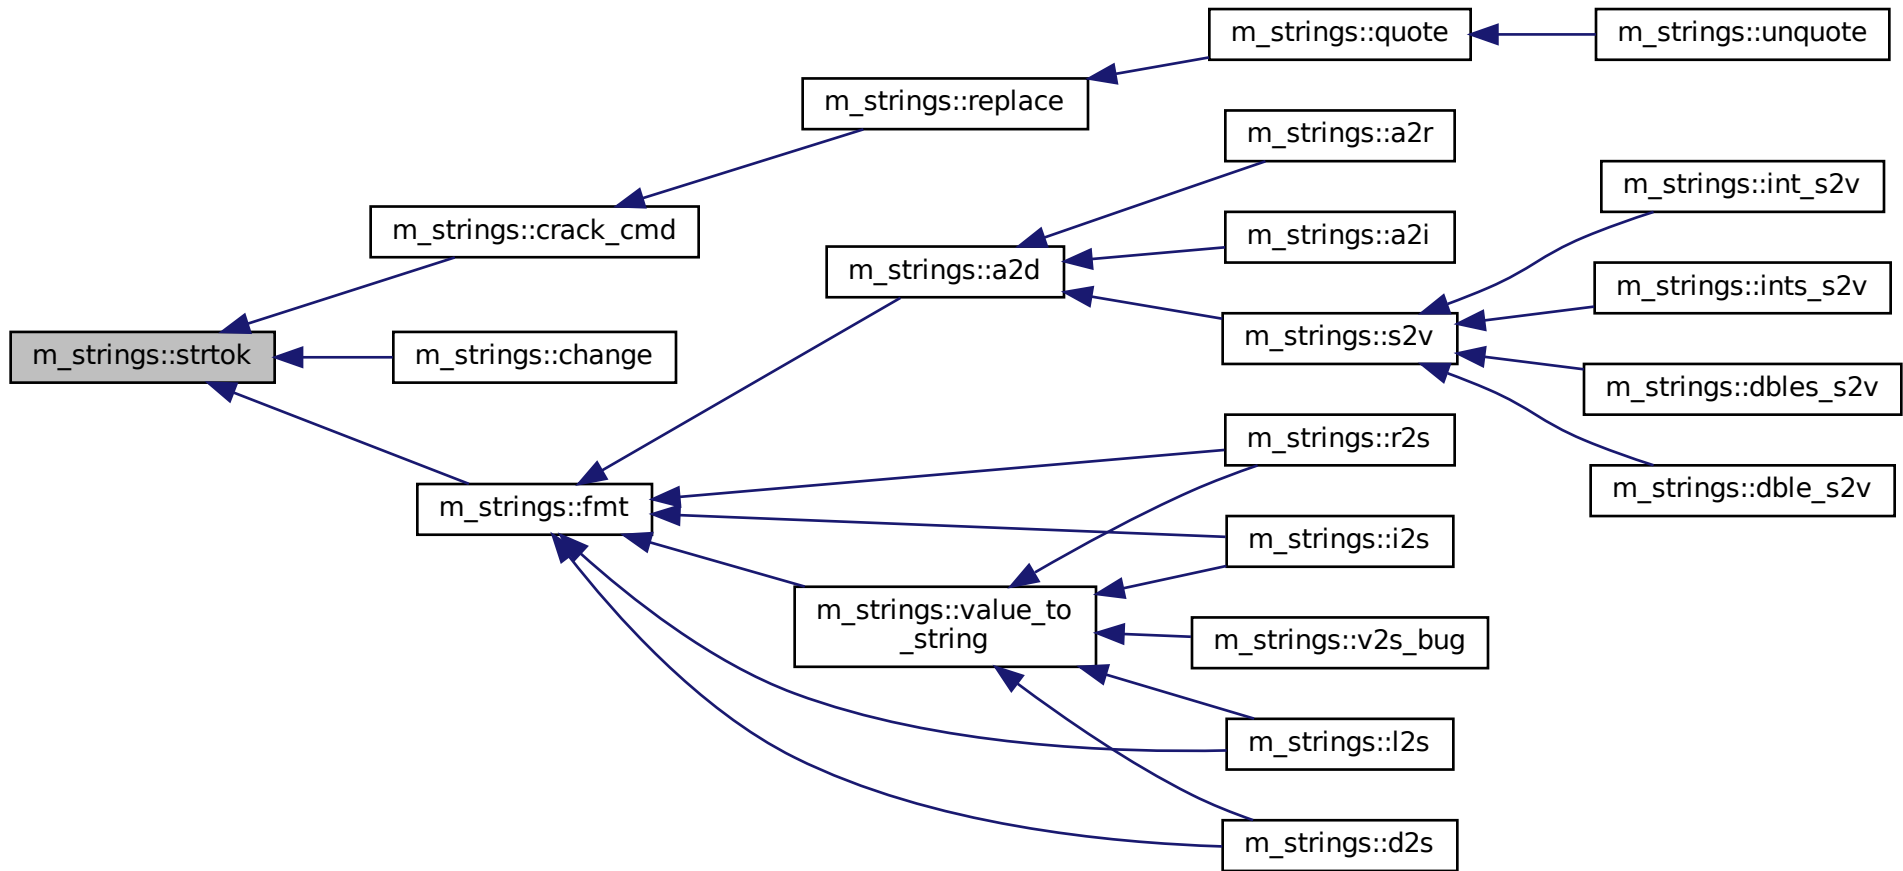 m_strings::quote
m_strings::unquote
m_strings::replace
m_strings::a2r
m_strings::int_s2v
m_strings::crack_cmd
m_strings::a2i
m_strings::a2d
m_strings::ints_s2v
m_strings::s2v
m_strings::strtok
m_strings::change
m_strings::dbles_s2v
m_strings::r2s
m_strings::dble_s2v
m_strings::fmt
m_strings::i2s
m_strings::value_to
_string
m_strings::v2s_bug
m_strings::l2s
m_strings::d2s